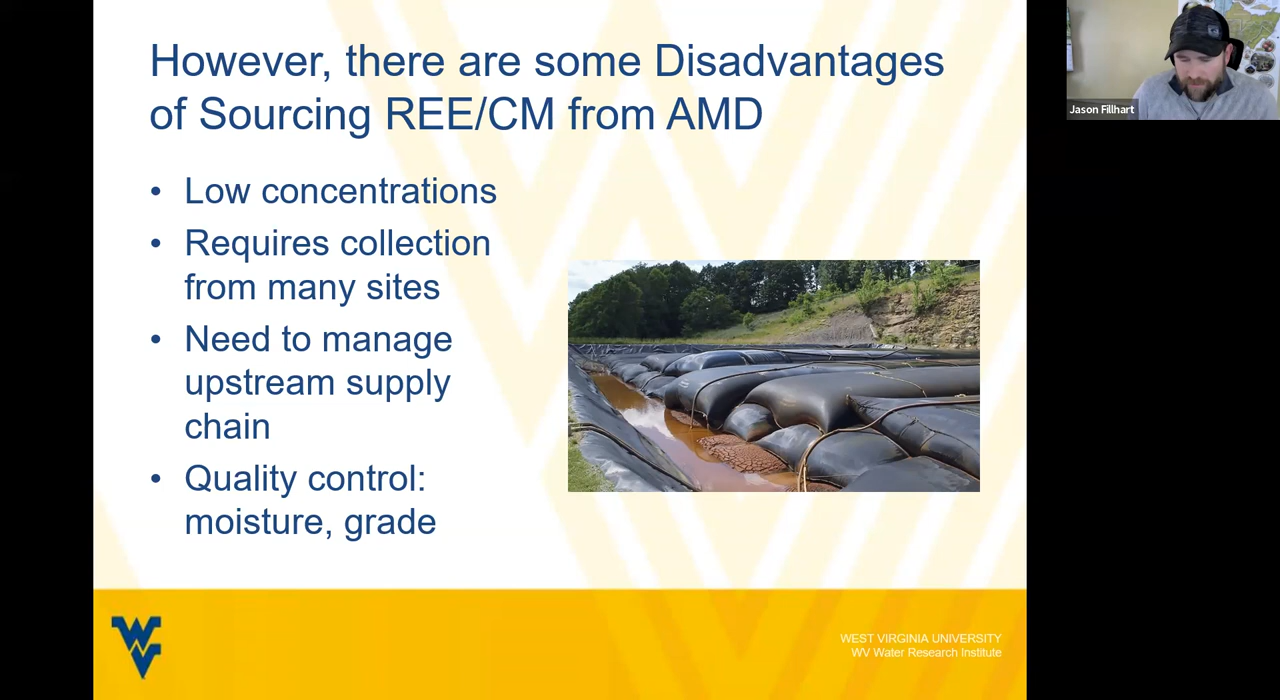 However, there are some Disadvantages
of Sourcing REE/CM from AMD
• Low concentrations
• Requires collection
from many sites
• Need to manage
upstream supply
chain
• Quality control:
moisture, grade
WEST VIRGINIA UNIVERSITY
WV Water Research Institute
Jason Fillhart